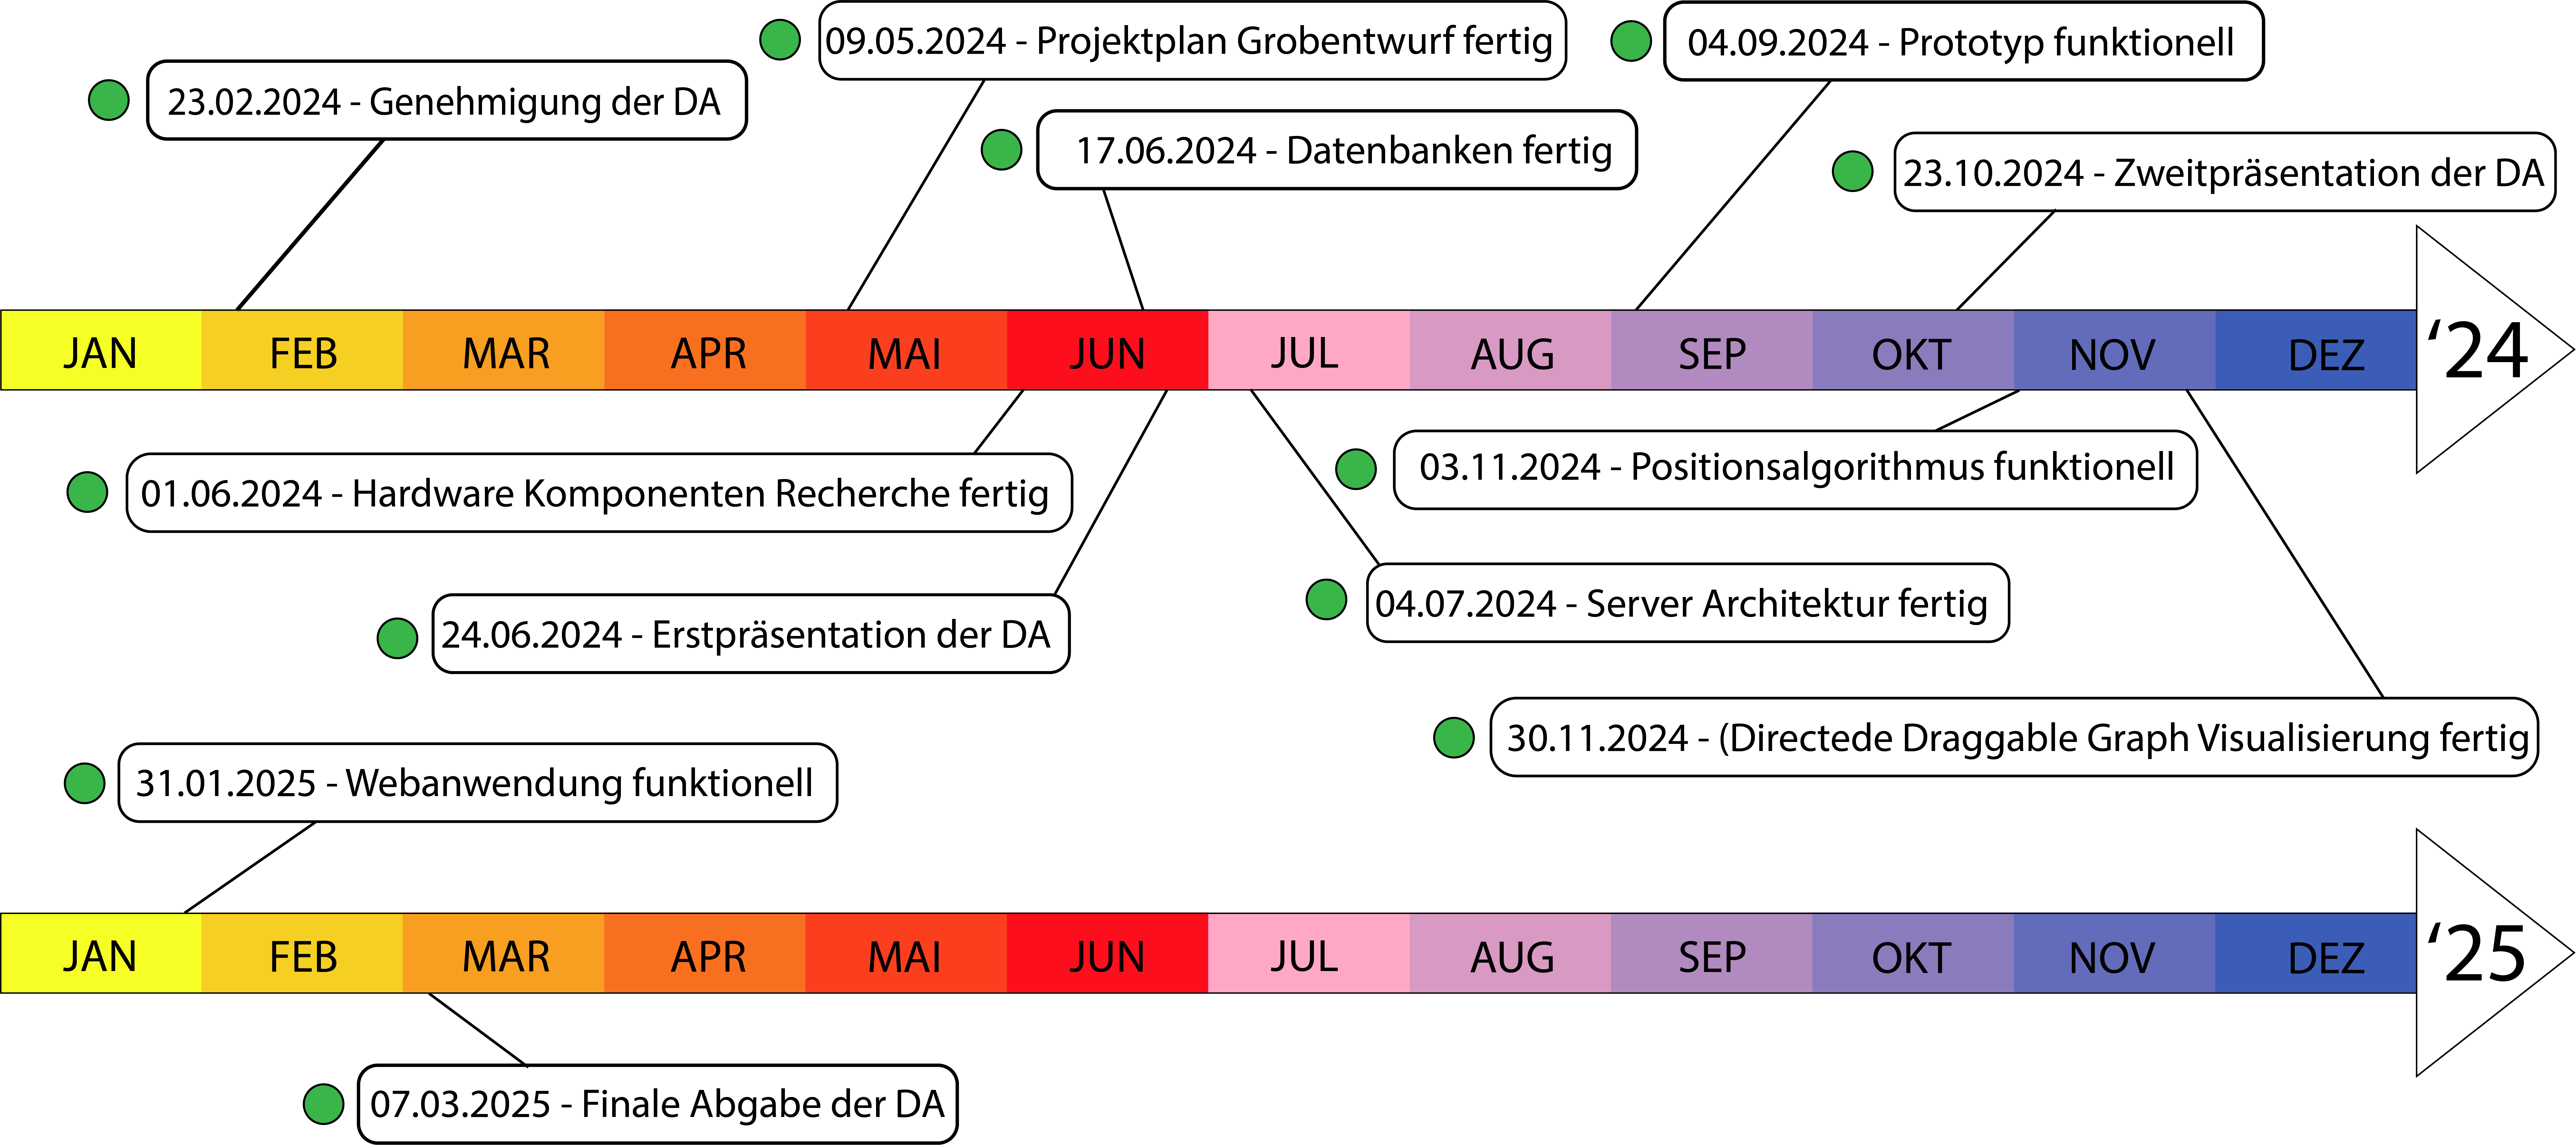 09.05.2024 - Projektplan Grobentwurf fertig
04.09.2024 - Prototyp funktionell
23.02.2024 - Genehmigung der DA
17.06.2024 - Datenbanken fertig
23.10.2024 - Zweitpräsentation der DA
JAN FEB MAR APR MAI JUN JUL AUG SEP OKT NOV DEZ ‘24
03.11.2024 - Positionsalgorithmus funktionell
01.06.2024 - Hardware Komponenten Recherche fertig
04.07.2024 - Server Architektur fertig
24.06.2024 - Erstpräsentation der DA
30.11.2024 - (Directede Draggable Graph Visualisierung fertig
31.01.2025 - Webanwendung funktionell
JAN FEB MAR APR MAI JUN JUL AUG SEP OKT NOV DEZ ‘25
07.03.2025 - Finale Abgabe der DA